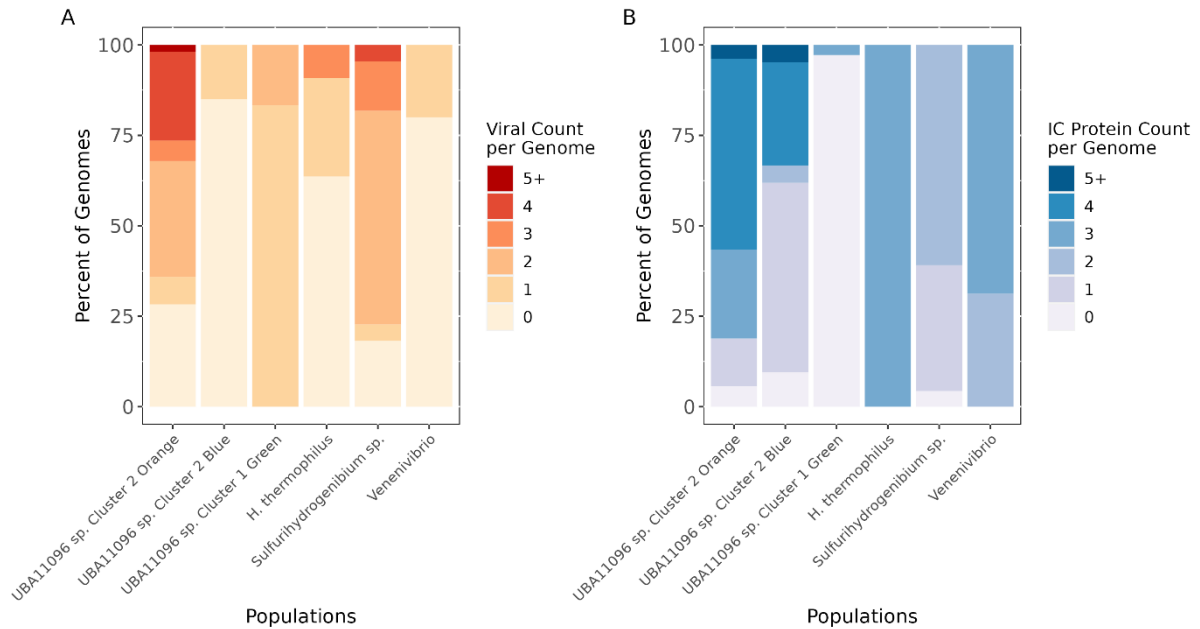 A
100
75
50
25
0
Percent of Genomes
UBA11096 sp. Cluster 2 Orange
UBA11096 sp. Cluster 2 Blue
UBA11096 sp. Cluster 1 Green
H. thermophilus
Sulfurihydrogenibium sp.
Venenivibrio
Populations
Viral Count
per Genome
5+
4
3
2
1
0
B
100
75
50
25
0
Percent of Genomes
UBA11096 sp. Cluster 2 Orange
UBA11096 sp. Cluster 2 Blue
UBA11096 sp. Cluster 1 Green
H. thermophilus
Sulfurihydrogenibium sp.
Venenivibrio
Populations
IC Protein Count
per Genome
5+
4
3
2
1
0